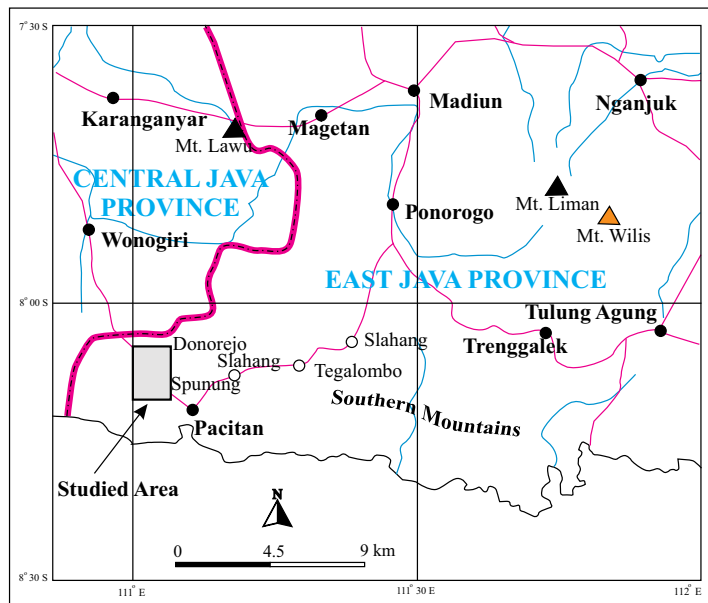 7° 30' S
Karanganyar
Mt. Lawu
Magetan
Madiun
Nganjuk
CENTRAL JAVA
PROVINCE
Mt. Liman
Mt. Wilis
Wonogiri
Ponorogo
EAST JAVA PROVINCE
8° 00' S
Tulung Agung
Trenggalek
Donorejo
Slahang
Slahang
Tegalombo
Spunung
Pacitan
Southern Mountains
Studied Area
N
0 4.5 9 km
8° 30' S
111° E
111° 30' E
112° E